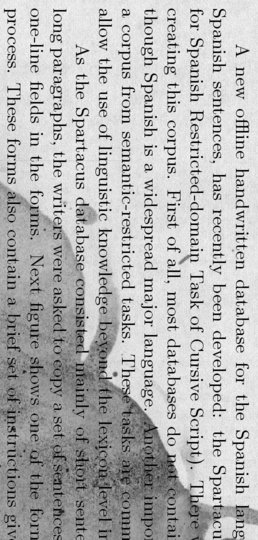 A new offline handwritten database for the Spanish lang
Spanish sentences, has recently been developed: the Spartacu
for Spanish Restricted-domain Task of Cursive Script). There
creating this corpus. First of all, most databases do n contai
though Spanish is a widespread major language. Another impor
a corpus from semantic-restricted tasks. These tasks are comm
allow the use of linguistic knowledge beyond the lexicon level i
As the Spartacus database consisted mainly of short sente
long paragraphs, the writers were asked to copy a set of sentences
one-line fields in the forms. Next figure shows one of the form
process. These forms also contain a brief set of instructions giv